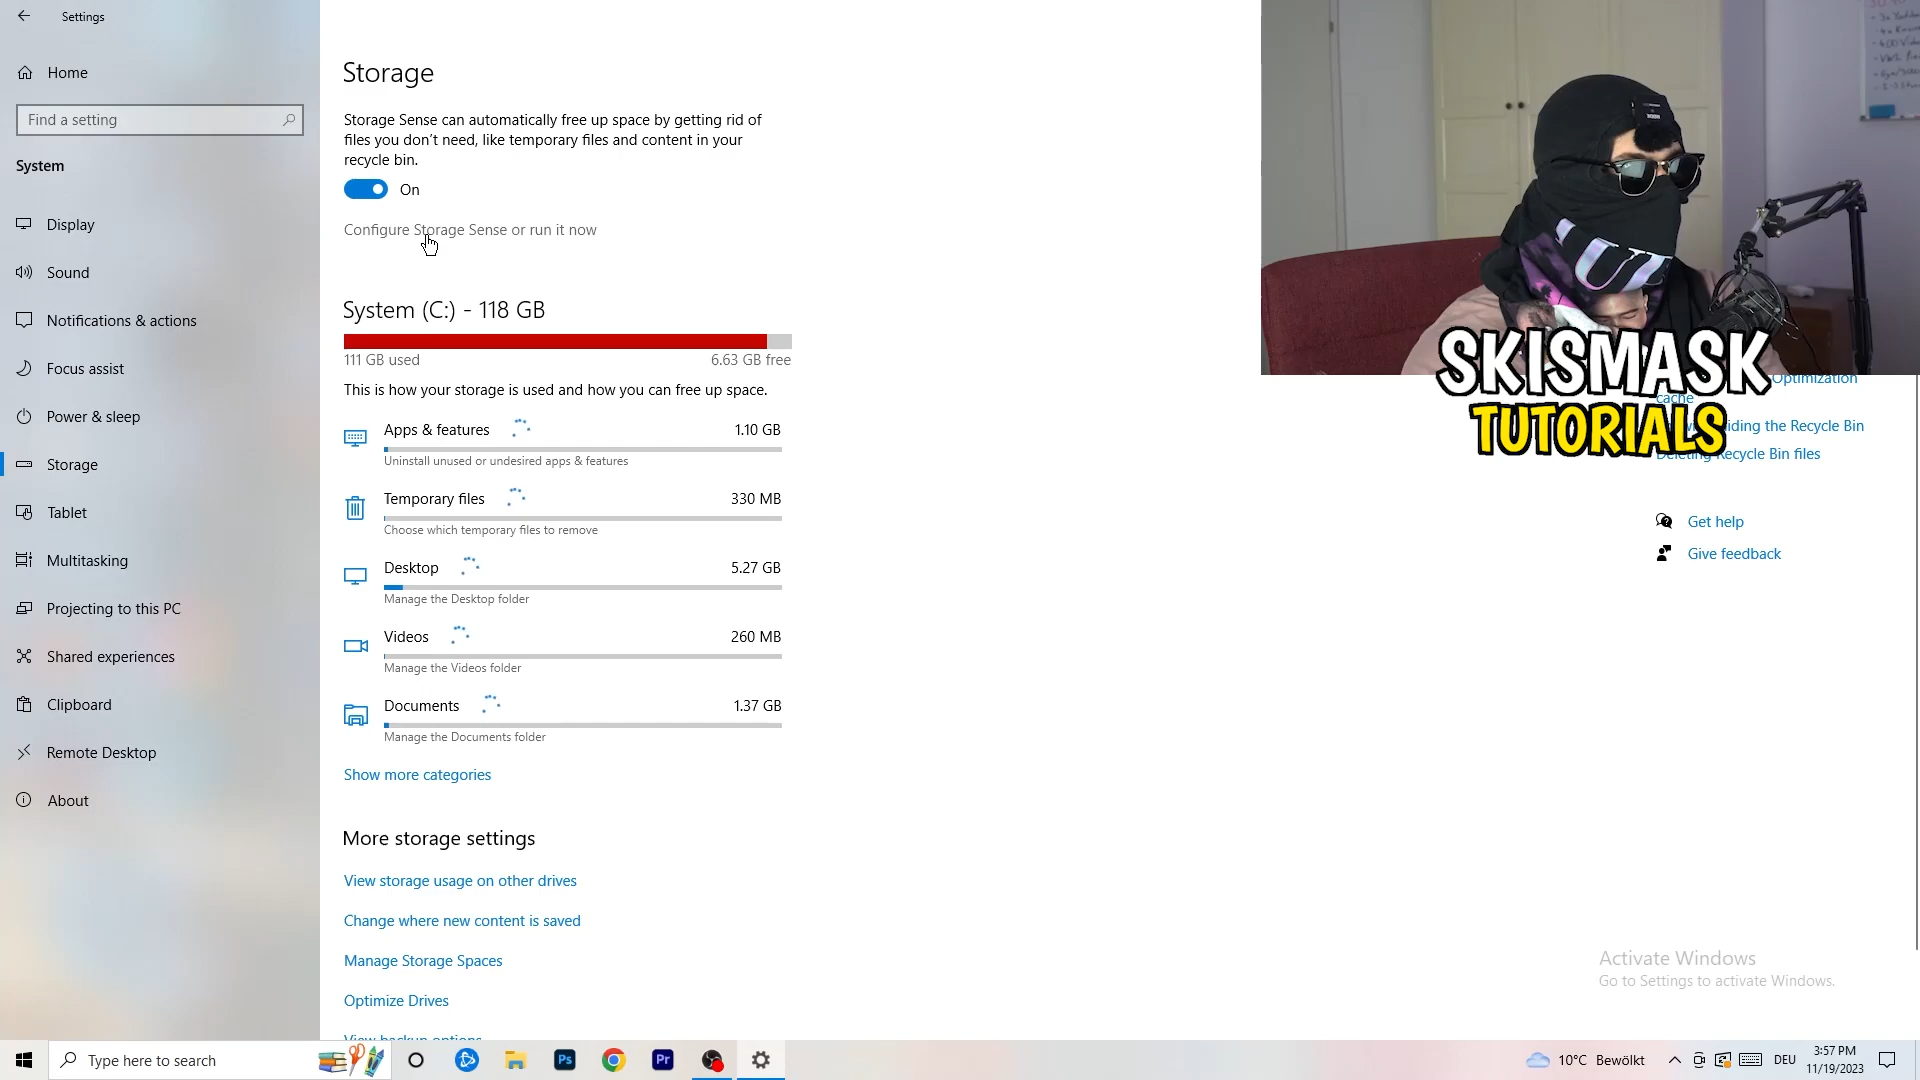 Settings
Home
Find a setting
System
Display
Sound
Notifications & actions
Focus assist
Power & sleep
Storage
Tablet
Multitasking
Projecting to this PC
Shared experiences
Clipboard
Remote Desktop
About
Storage
Storage Sense can automatically free up space by getting rid of
files you don't need, like temporary files and content in your
recycle bin.
On
Configure Storage Sense or run it now
System (C:) - 118 GB
111 GB used
6.63 GB free
This is how your storage is used and how you can free up space.
Apps & features
1.10 GB
Uninstall unused or undesired apps & features
Temporary files
330 MB
Choose which temporary files to remove
Desktop
5.27 GB
Manage the Desktop folder
Videos
260 MB
Manage the Videos folder
Documents
1.37 GB
Manage the Documents folder
Show more categories
More storage settings
View storage usage on other drives
Change where new content is saved
Manage Storage Spaces
Optimize Drives
View backup options
SKISMASK
TUTORIALS
Optimization
cache
the Recycle Bin
Recycle Bin files
Get help
Give feedback
Activate Windows
Go to Settings to activate Windows.
Type here to search
Ps
Pr
10°C Bewölkt
DEU
3:57 PM
11/19/2023